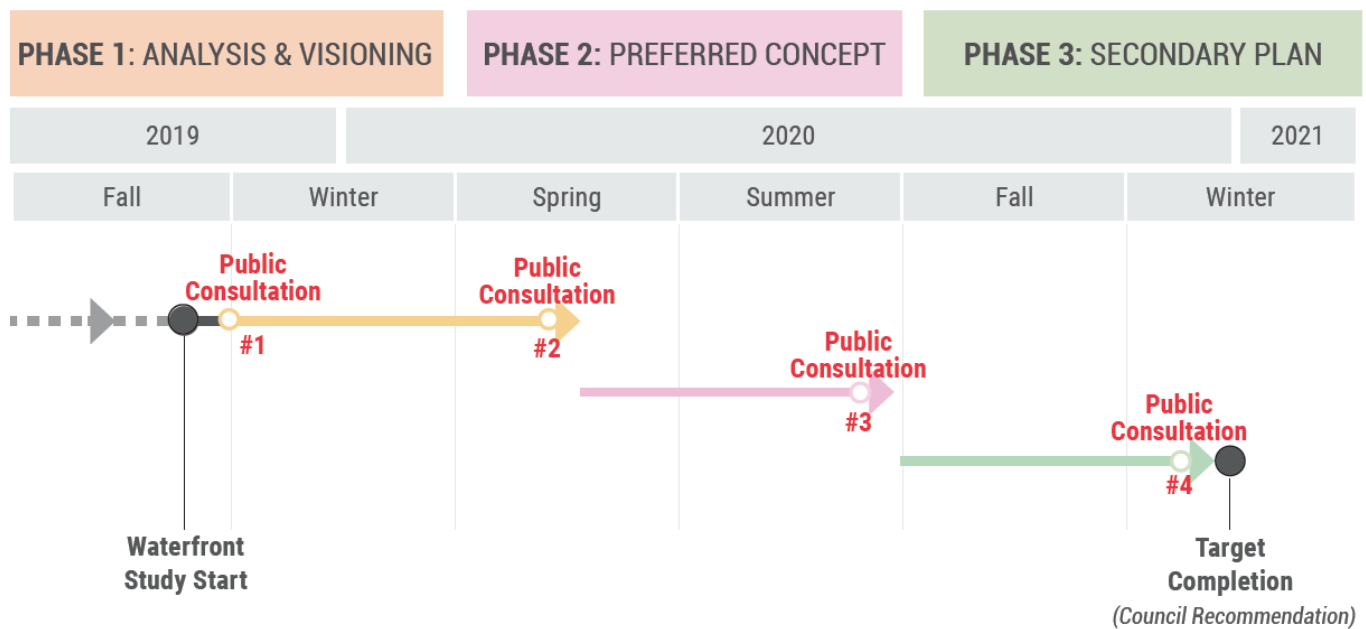 PHASE 1: ANALYSIS & VISIONING
PHASE 2: PREFERRED CONCEPT
PHASE 3: SECONDARY PLAN
2019
2020
2021
Fall
Winter
Spring
Summer
Fall
Winter
Public
Consultation
#1
Public
Consultation
#2
Public
Consultation
#3
Public
Consultation
#4
Waterfront
Study Start
Target
Completion
(Council Recommendation)